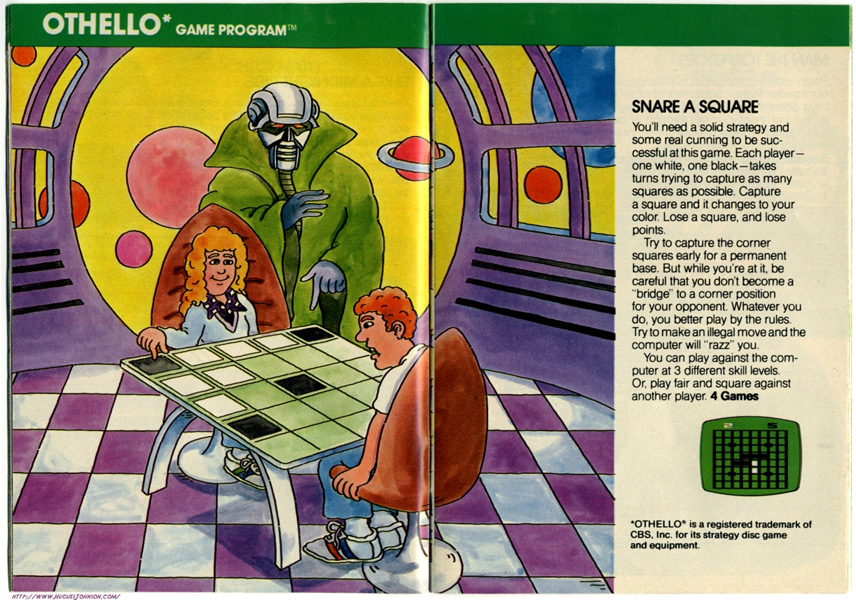 OTHELLO* GAME PROGRAM™
SNARE A SQUARE
You'll need a solid strategy and
some real cunning to be suc-
cessful at this game. Each player—
one white, one black—takes
turns trying to capture as many
squares as possible. Capture
a square and it changes to your
color. Lose a square, and lose
points.
Try to capture the corner
squares early for a permanent
base. But while you're at it, be
careful that you don't become a
"bridge" to a corner position
for your opponent. Whatever you
do, you better play by the rules.
Try to make an illegal move and the
computer will "razz" you.
You can play against the com-
puter at 3 different skill levels.
Or, play fair and square against
another player. 4 Games
*OTHELLO® is a registered trademark of
CBS, Inc. for its strategy disc game
and equipment.
HTTP://WWW.HUGUESJOHNSON.COM/